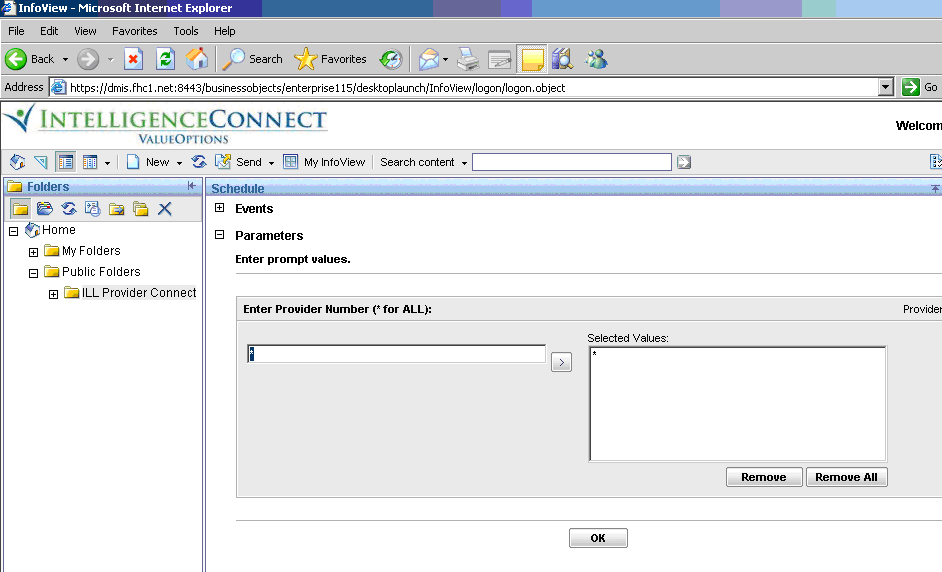 InfoView - Microsoft Internet Explorer
File Edit View Favorites Tools Help
Back Search Favorites
Address https://dmis.fhc1.net:8443/businessobjects/enterprise115/desktoplaunch/InfoView/logon/logon.object Go
INTELLIGENCECONNECT
VALUEOPTIONS
Welcom
New Send My InfoView Search content
Folders
Schedule
Home
My Folders
Public Folders
ILL Provider Connect
Events
Parameters
Enter prompt values.
Enter Provider Number (* for ALL): Provider
Selected Values:
*
*
Remove Remove All
OK